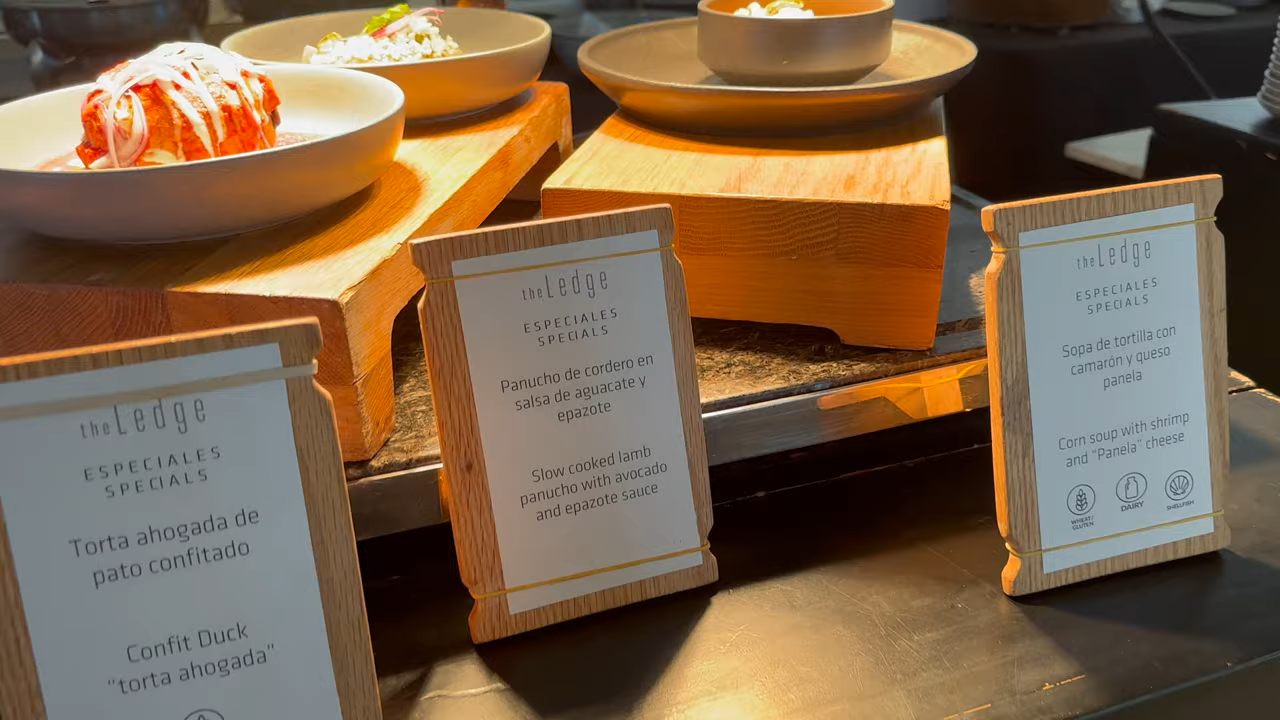 the Ledge
ESPECIALES
SPECIALS
Torta ahogada de
pato confitado
Confit Duck
"torta ahogada"
the Ledge
ESPECIALES
SPECIALS
Panucho de cordero en
salsa de aguacate y
epazote
Slow cooked lamb
panucho with avocado
and epazote sauce
the Ledge
ESPECIALES
SPECIALS
Sopa de tortilla con
camarón y queso
panela
Corn soup with shrimp
and "Panela" cheese
WHEAT/
GLUTEN
DAIRY
SHELLFISH